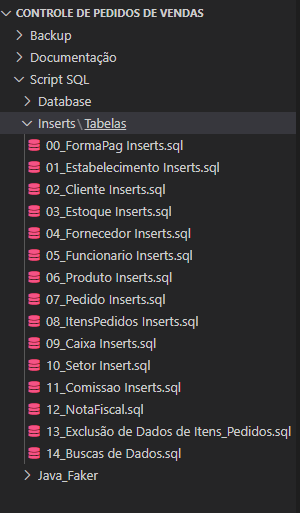 CONTROLE DE PEDIDOS DE VENDAS
Backup
Documentação
Script SQL
Database
Inserts\Tabelas
00_FormaPag Inserts.sql
01_Estabelecimento Inserts.sql
02_Cliente Inserts.sql
03_Estoque Inserts.sql
04_Fornecedor Inserts.sql
05_Funcionario Inserts.sql
06_Produto Inserts.sql
07_Pedido Inserts.sql
08_ItensPedidos Inserts.sql
09_Caixa Inserts.sql
10_Setor Insert.sql
11_Comissao Inserts.sql
12_NotaFiscal.sql
13_Exclusão de Dados de Itens_Pedidos.sql
14_Buscas de Dados.sql
Java_Faker